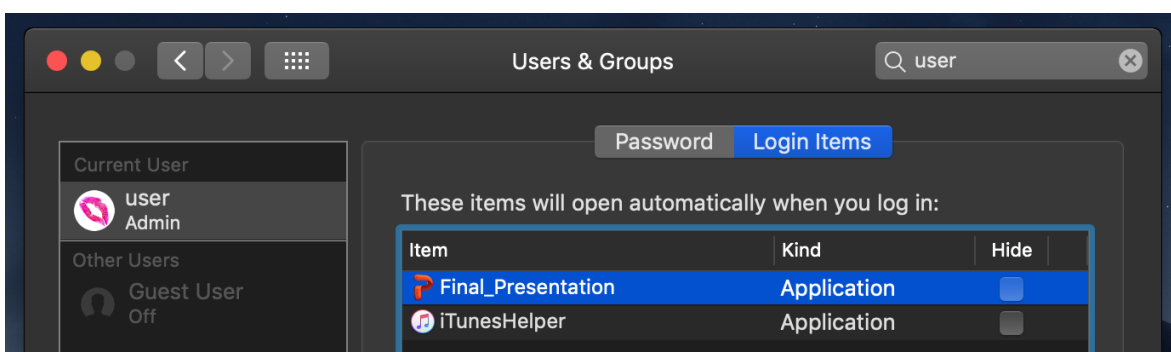 Users & Groups
user
Password Login Items
Current User
user
Admin
Other Users
Guest User
Off
These items will open automatically when you log in:
Item Kind Hide
Final_Presentation Application
iTunesHelper Application